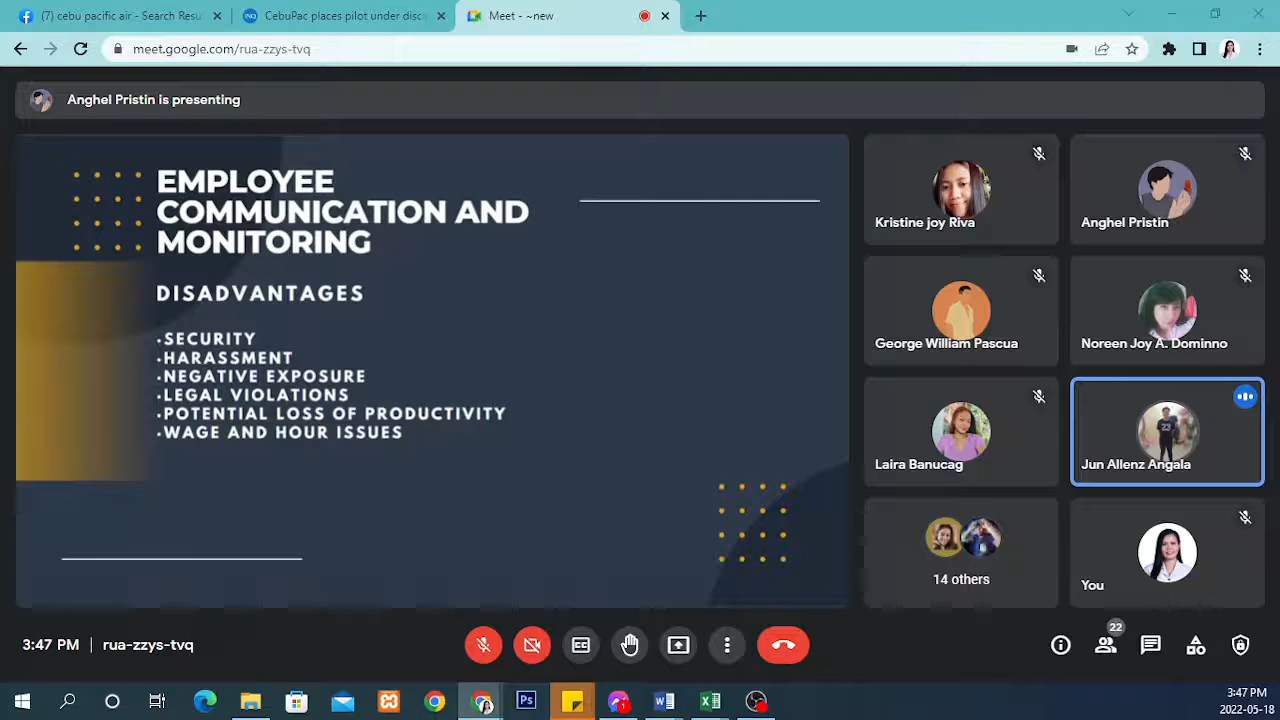 (7) cebu pacific air - Search Resu
CebuPac places pilot under disc
Meet - ~new
meet.google.com/rua-zzys-tvq
Anghel Pristin is presenting
EMPLOYEE
COMMUNICATION AND
MONITORING
DISADVANTAGES
•SECURITY
•HARASSMENT
•NEGATIVE EXPOSURE
•LEGAL VIOLATIONS
•POTENTIAL LOSS OF PRODUCTIVITY
•WAGE AND HOUR ISSUES
Kristine joy Riva
Anghel Pristin
George William Pascua
Noreen Joy A. Dominno
Laira Banucag
23
Jun Allenz Angala
14 others
You
3:47 PM | rua-zzys-tvq
22
Ps
1
3:47 PM
2022-05-18